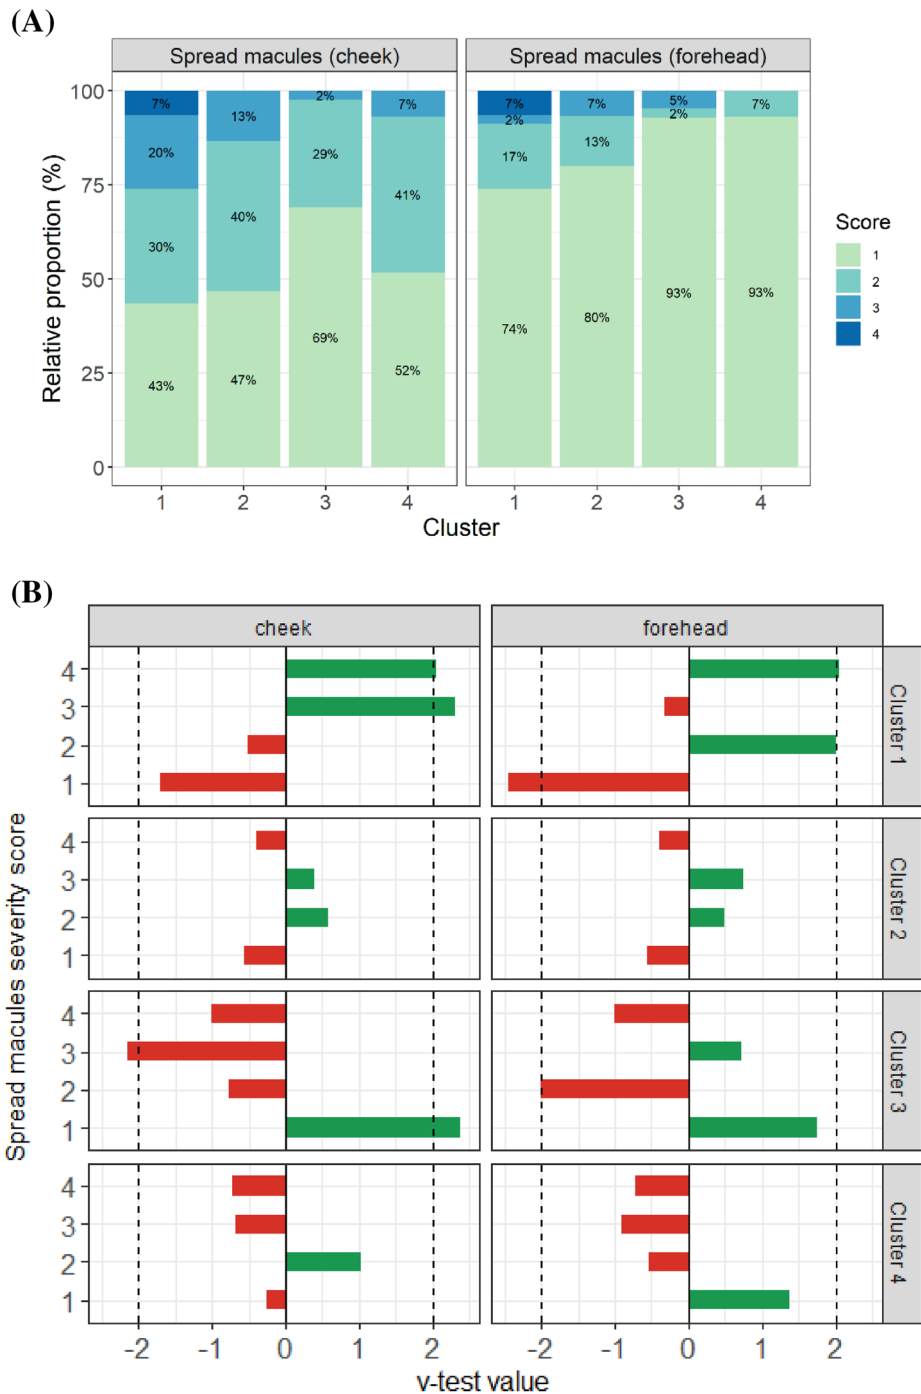 (A)
Spread macules (cheek) Spread macules (forehead)
Relative proportion (%)
100
75
50
25
0
7% 20% 30% 43%
13% 40% 47%
2% 29% 69%
7% 41% 52%
7% 2% 17% 74%
7% 13% 80%
5% 2% 93%
7% 93%
1 2 3 4 1 2 3 4
Cluster
Score
1
2
3
4
(B)
cheek forehead
Spread macules severity score
4
3
2
1
Cluster 1
4
3
2
1
Cluster 2
4
3
2
1
Cluster 3
4
3
2
1
Cluster 4
-2 -1 0 1 2 -2 -1 0 1 2
v-test value